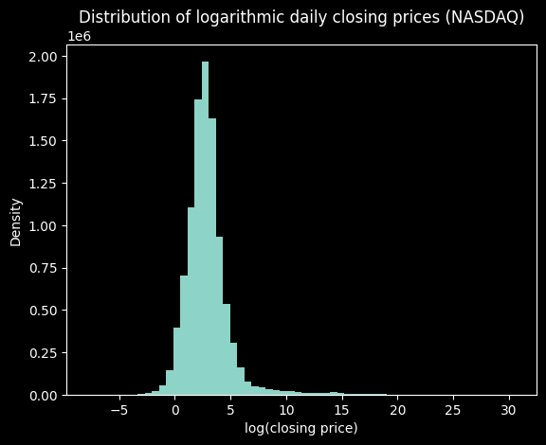 Distribution of logarithmic daily closing prices (NASDAQ)
1e6
2.00
1.75
1.50
1.25
1.00
0.75
0.50
0.25
0.00
Density
−5 0 5 10 15 20 25 30
log(closing price)